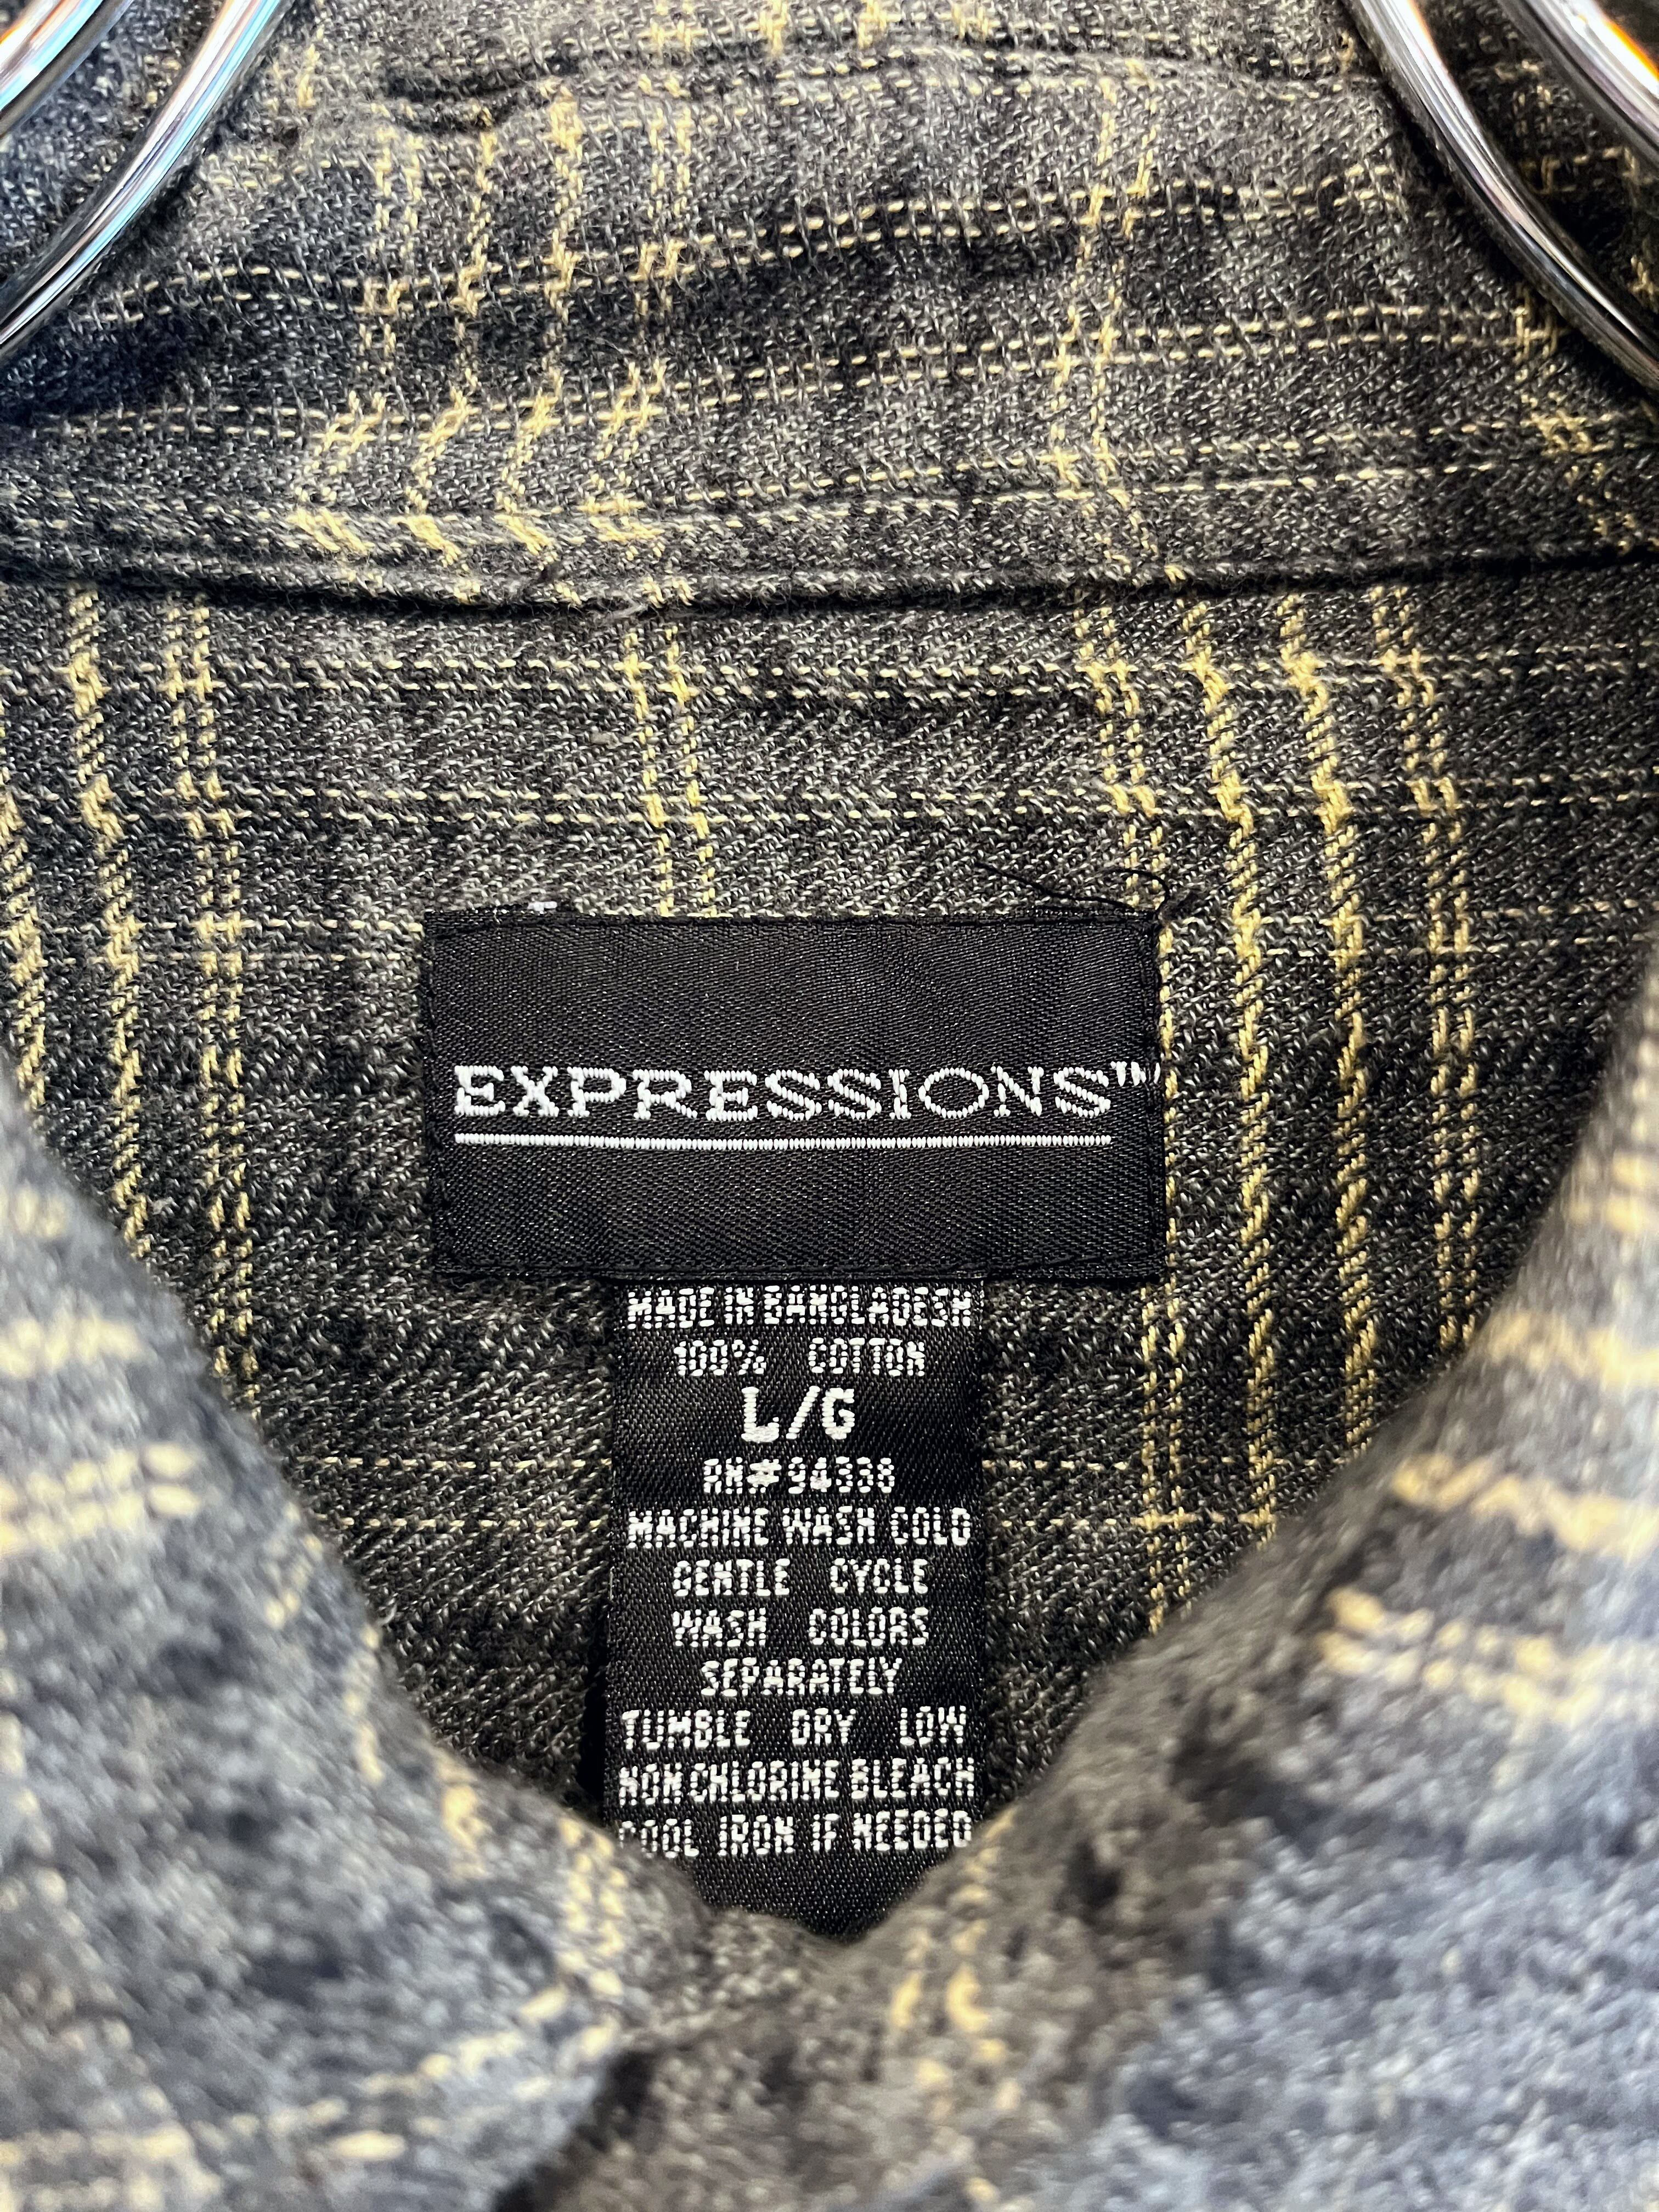 EXPRESSIONS™
MADE IN BANGLADESH
100% COTTON
L/G
RN#94338
MACHINE WASH COLD
GENTLE CYCLE
WASH COLORS
SEPARATELY
TUMBLE DRY LOW
NON CHLORINE BLEACH
COOL IRON IF NEEDED